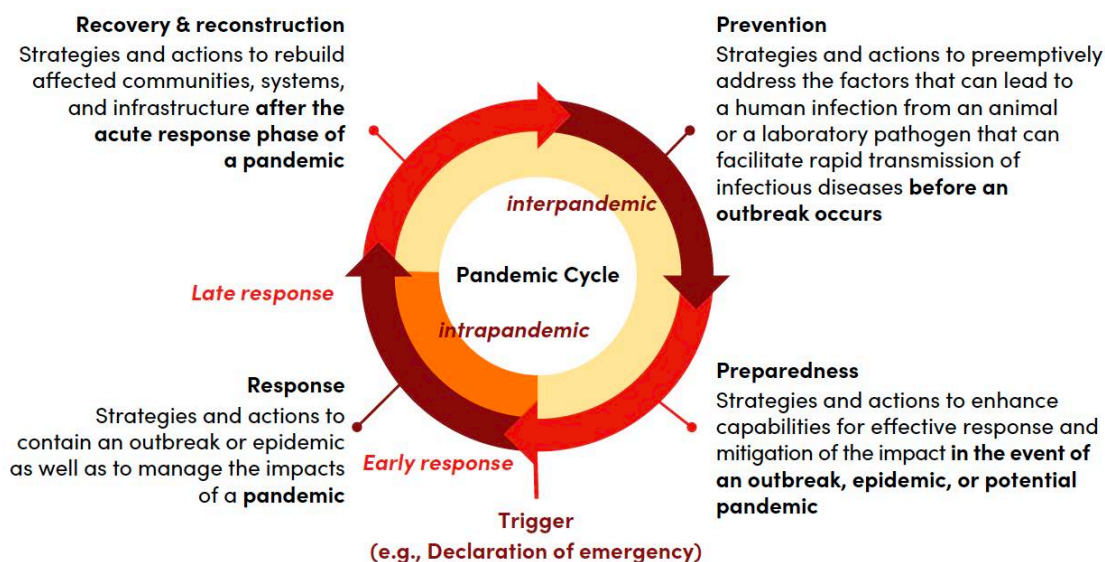 Recovery & reconstruction
Strategies and actions to rebuild
affected communities, systems,
and infrastructure after the
acute response phase of
a pandemic
Prevention
Strategies and actions to preemptively
address the factors that can lead to
a human infection from an animal
or a laboratory pathogen that can
facilitate rapid transmission of
infectious diseases before an
outbreak occurs
interpandemic
Pandemic Cycle
intrapandemic
Late response
Response
Strategies and actions to
contain an outbreak or epidemic
as well as to manage the impacts
of a pandemic
Early response
Preparedness
Strategies and actions to enhance
capabilities for effective response and
mitigation of the impact in the event of
an outbreak, epidemic, or potential
pandemic
Trigger
(e.g., Declaration of emergency)